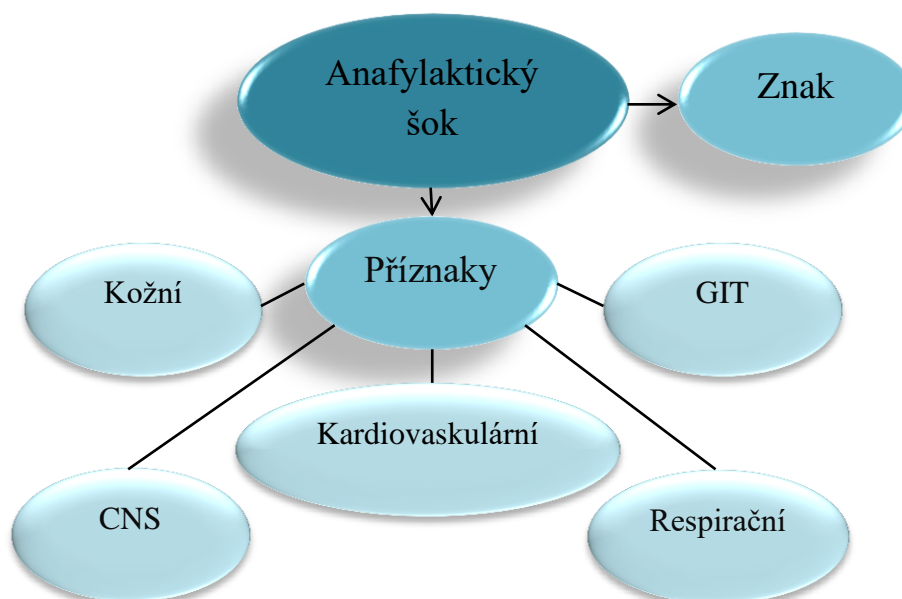 Anafylaktický
šok
Znak
Příznaky
Kožní
GIT
Kardiovaskulární
CNS
Respirační